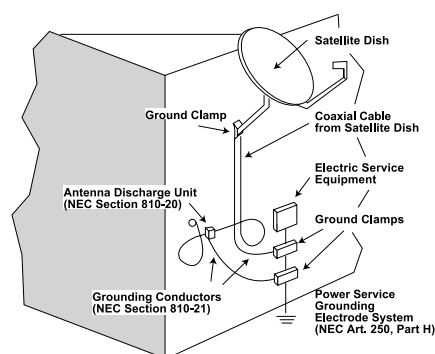 Satellite Dish
Ground Clamp
Coaxial Cable
from Satellite Dish
Electric Service
Equipment
Antenna Discharge Unit
(NEC Section 810-20)
Ground Clamps
Grounding Conductors
(NEC Section 810-21)
Power Service
Grounding
Electrode System
(NEC Art. 250, Part H)